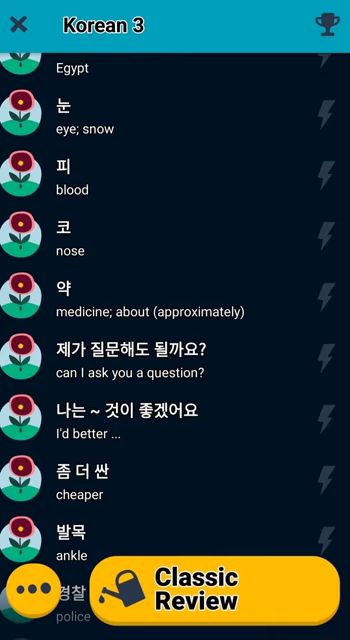 Korean 3
Egypt
눈
eye; snow
피
blood
코
nose
약
medicine; about (approximately)
제가 질문해도 될까요?
can I ask you a question?
나는 ~ 것이 좋겠어요
I'd better ...
좀 더 싼
cheaper
발목
ankle
경찰
police
Classic
Review